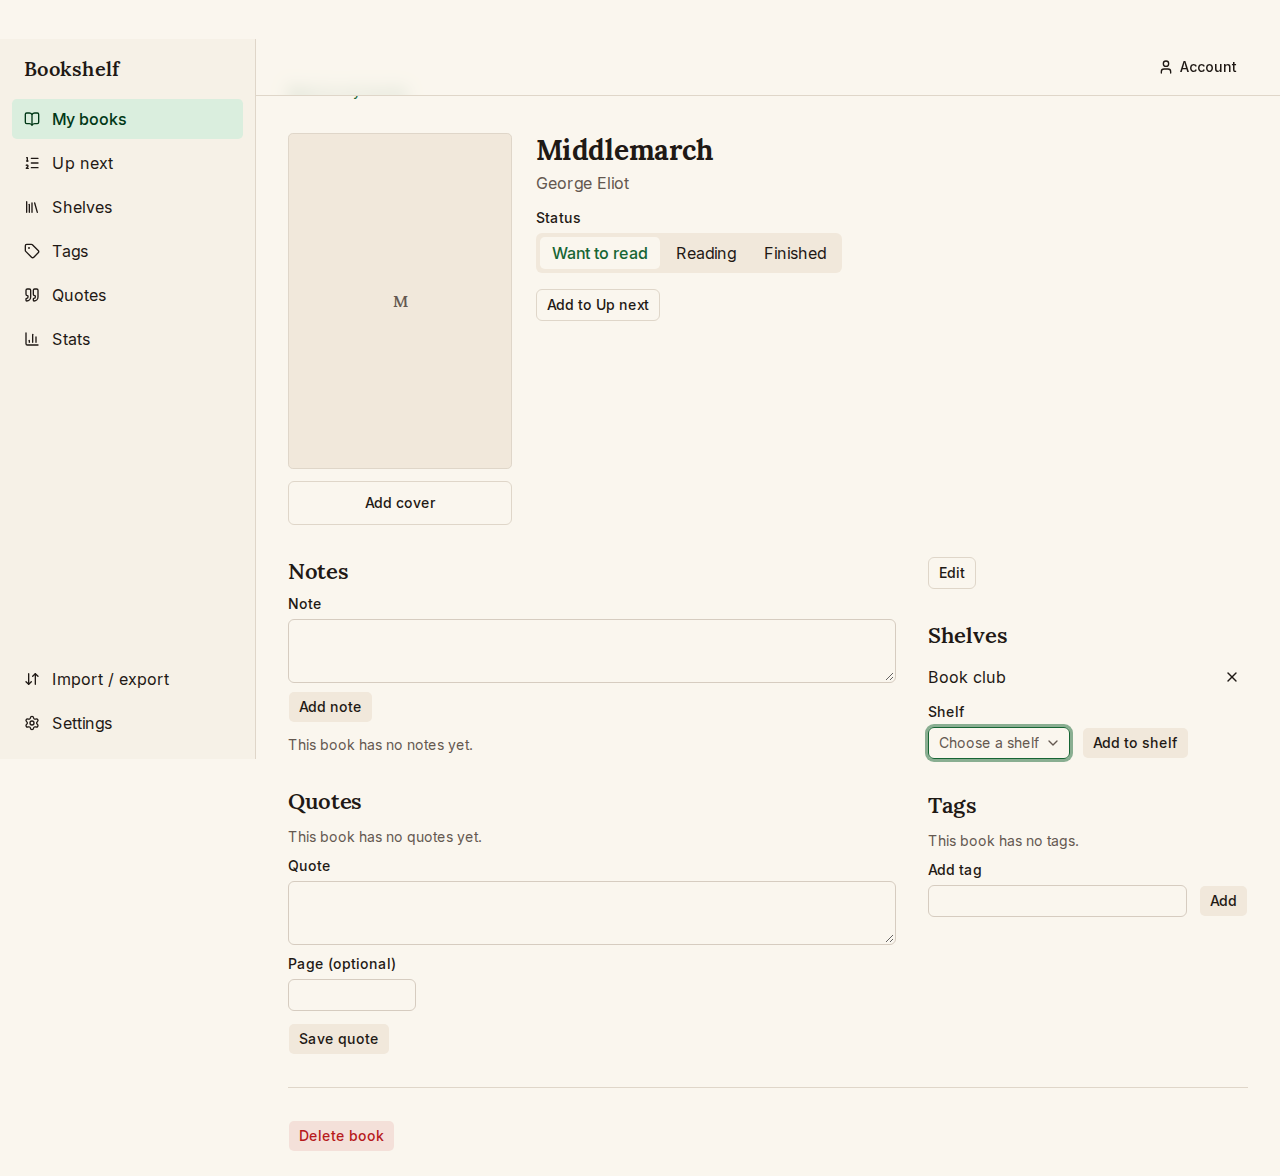 Bookshelf
My books
Up next
Shelves
Tags
Quotes
Stats
Import / export
Settings
Account
M
Add cover
Middlemarch
George Eliot
Status
Want to read
Reading
Finished
Add to Up next
Notes
Note
Add note
This book has no notes yet.
Quotes
This book has no quotes yet.
Quote
Page (optional)
Save quote
Edit
Shelves
Book club
Shelf
Choose a shelf
Add to shelf
Tags
This book has no tags.
Add tag
Add
Delete book